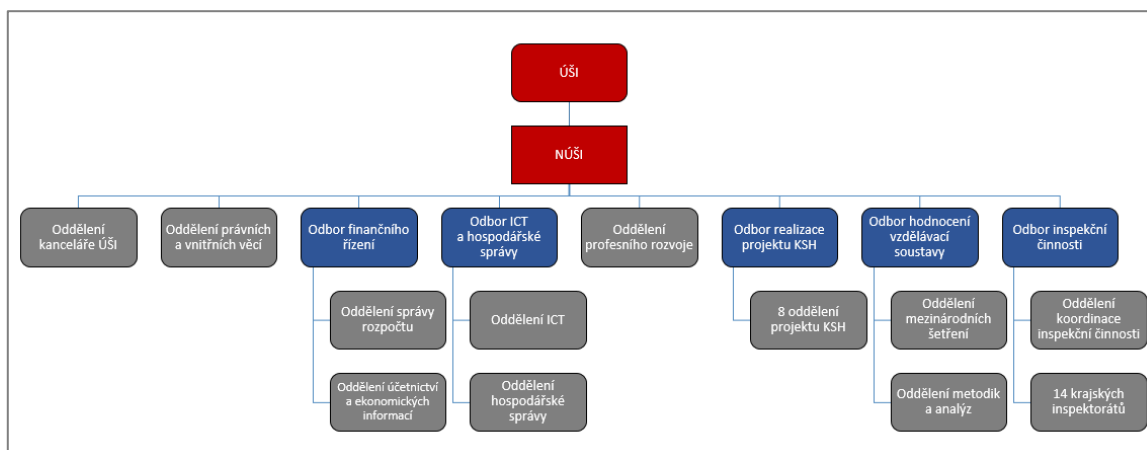 ÚŠI
NÚŠI
Oddělení
kanceláře ÚŠI
Oddělení právních
a vnitřních věcí
Odbor finančního
řízení
Odbor ICT
a hospodářské
správy
Oddělení
profesního rozvoje
Odbor realizace
projektu KSH
Odbor hodnocení
vzdělávací
soustavy
Odbor inspekční
činnosti
Oddělení správy
rozpočtu
Oddělení ICT
8 oddělení
projektu KSH
Oddělení
mezinárodních
šetření
Oddělení
koordinace
inspekční činnosti
Oddělení účetnictví
a ekonomických
informací
Oddělení
hospodářské
správy
Oddělení metodik
a analýz
14 krajských
inspektorátů